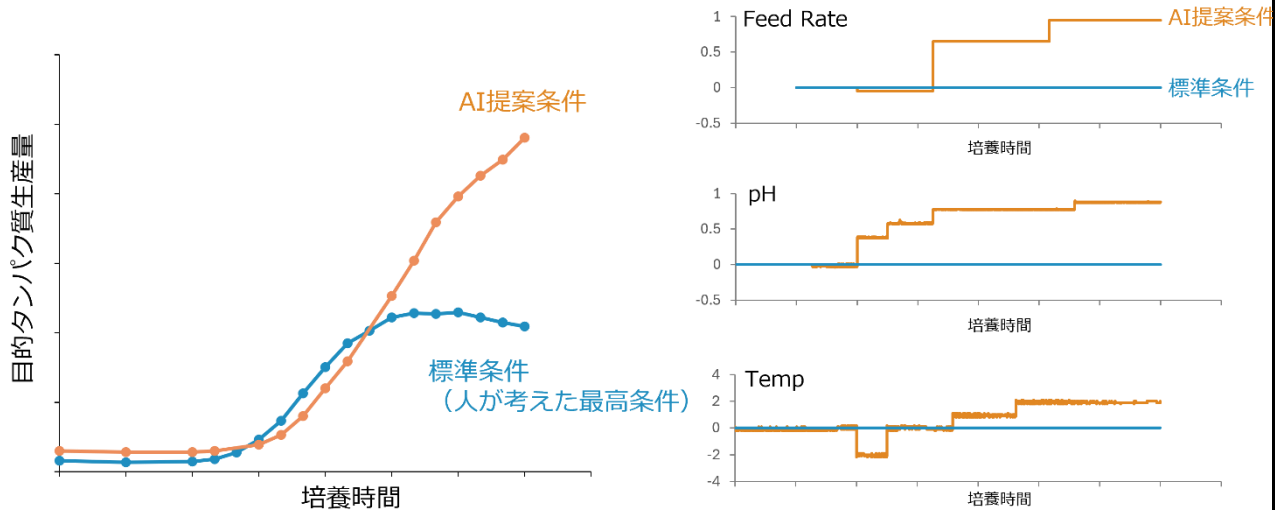 目的タンパク質生産量
AI提案条件
標準条件
（人が考えた最高条件）
培養時間
Feed Rate
AI提案条件
標準条件
1
0.5
0
-0.5
培養時間
pH
1
0.5
0
-0.5
培養時間
Temp
4
2
0
-2
-4
培養時間